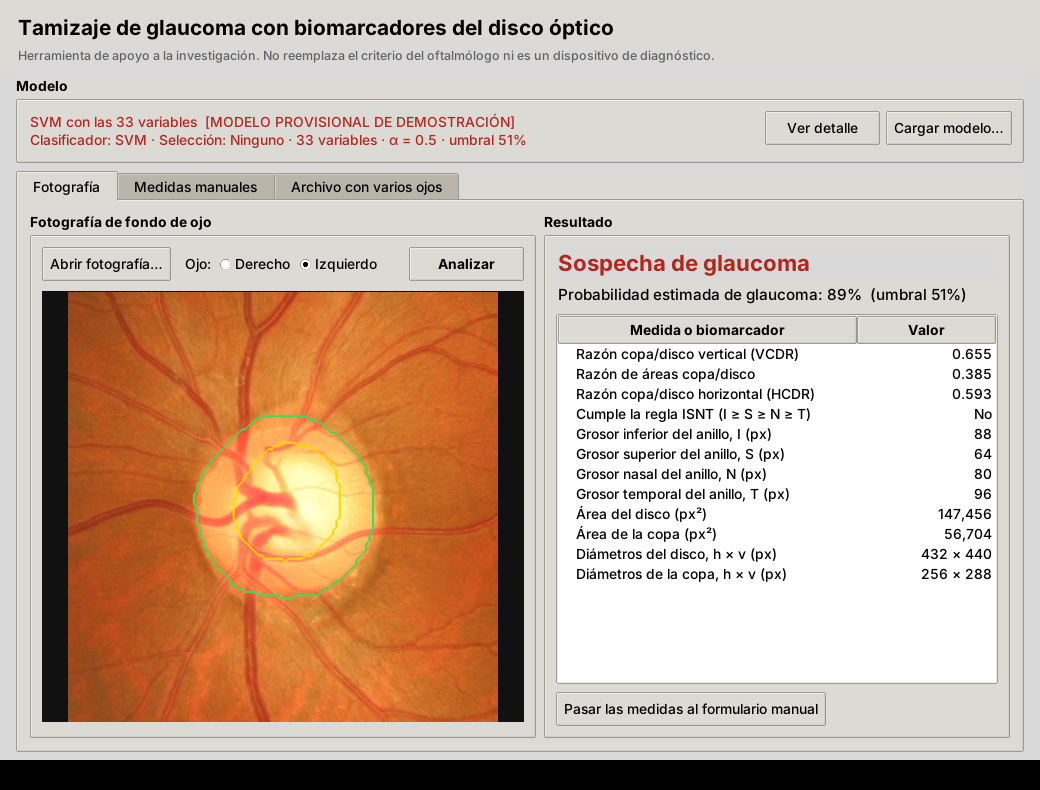 Tamizaje de glaucoma con biomarcadores del disco óptico
Herramienta de apoyo a la investigación. No reemplaza el criterio del oftalmólogo ni es un dispositivo de diagnóstico.
Modelo
SVM con las 33 variables [MODELO PROVISIONAL DE DEMOSTRACIÓN]
Clasificador: SVM · Selección: Ninguno · 33 variables · α = 0.5 · umbral 51%
Ver detalle
Cargar modelo...
Fotografía
Medidas manuales
Archivo con varios ojos
Fotografía de fondo de ojo
Abrir fotografía...
Ojo:
Derecho
Izquierdo
Analizar
Resultado
Sospecha de glaucoma
Probabilidad estimada de glaucoma: 89% (umbral 51%)
Medida o biomarcador Valor
Razón copa/disco vertical (VCDR) 0.655
Razón de áreas copa/disco 0.385
Razón copa/disco horizontal (HCDR) 0.593
Cumple la regla ISNT (I ≥ S ≥ N ≥ T) No
Grosor inferior del anillo, I (px) 88
Grosor superior del anillo, S (px) 64
Grosor nasal del anillo, N (px) 80
Grosor temporal del anillo, T (px) 96
Área del disco (px²) 147,456
Área de la copa (px²) 56,704
Diámetros del disco, h × v (px) 432 × 440
Diámetros de la copa, h × v (px) 256 × 288
Pasar las medidas al formulario manual